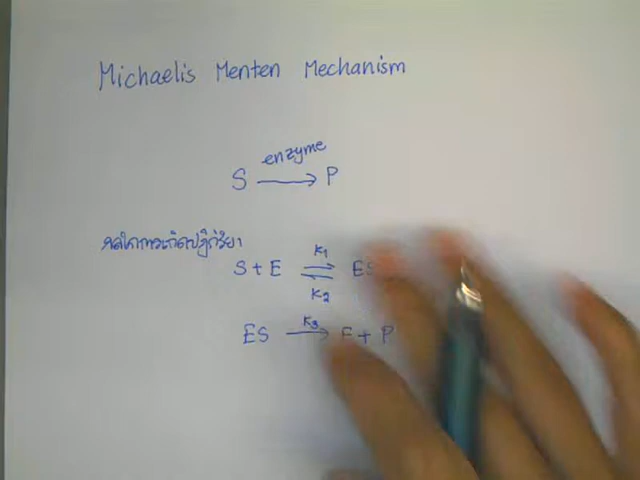 Michaelis Menten Mechanism
enzyme
S → P
กลไกการเกิดปฏิกิริยา
K1
S + E ⇌ ES
K2
K3
ES → E + P